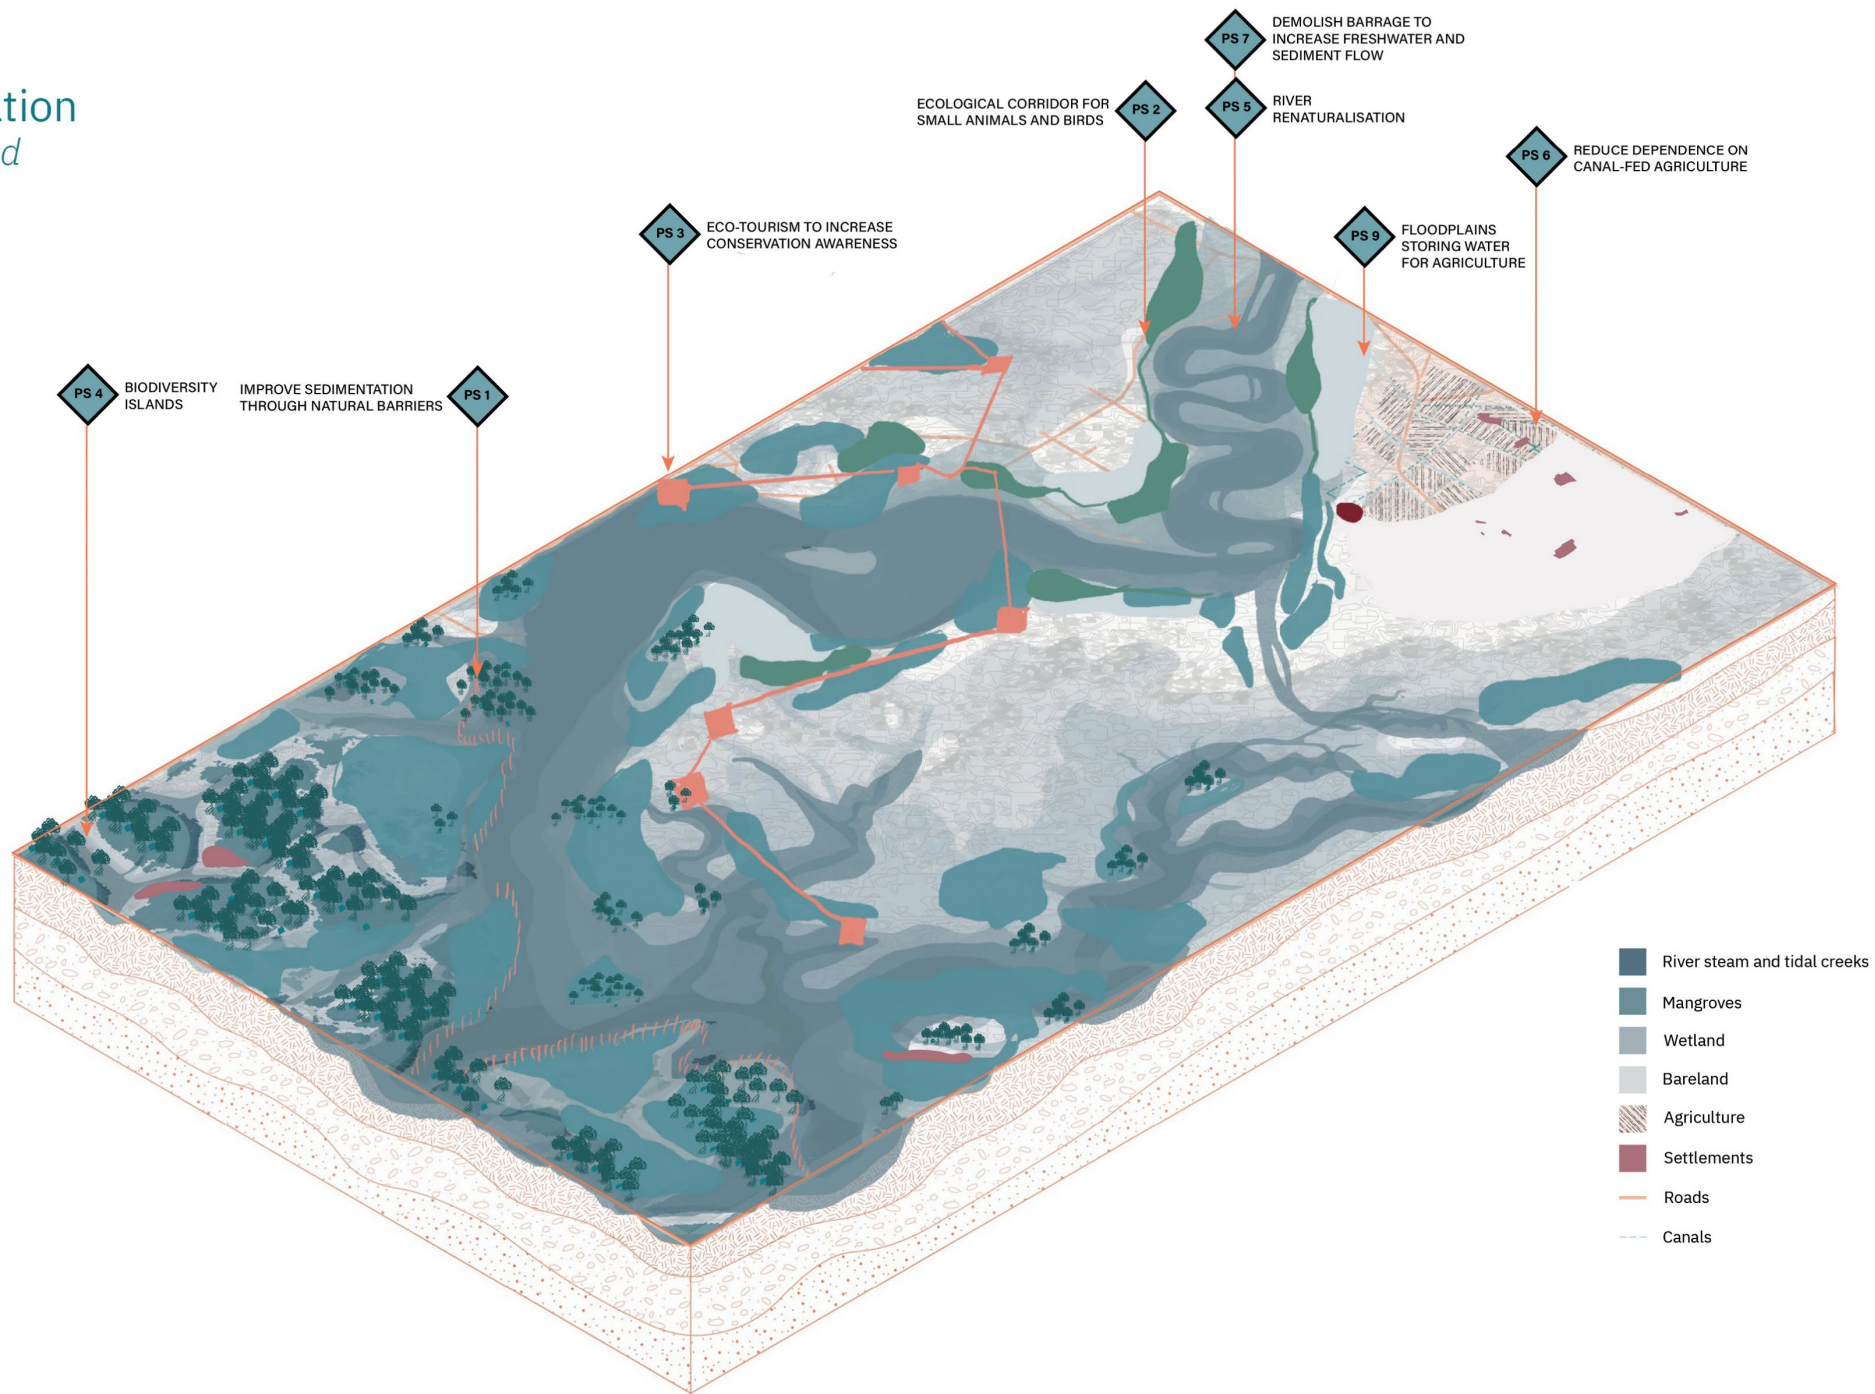 PS 7
DEMOLISH BARRAGE TO
INCREASE FRESHWATER AND
SEDIMENT FLOW
ECOLOGICAL CORRIDOR FOR
SMALL ANIMALS AND BIRDS
PS 2
PS 5
RIVER
RENATURALISATION
PS 6
REDUCE DEPENDENCE ON
CANAL-FED AGRICULTURE
PS 3
ECO-TOURISM TO INCREASE
CONSERVATION AWARENESS
PS 9
FLOODPLAINS
STORING WATER
FOR AGRICULTURE
PS 4
BIODIVERSITY
ISLANDS
IMPROVE SEDIMENTATION
THROUGH NATURAL BARRIERS
PS 1
River steam and tidal creeks
Mangroves
Wetland
Bareland
Agriculture
Settlements
Roads
Canals